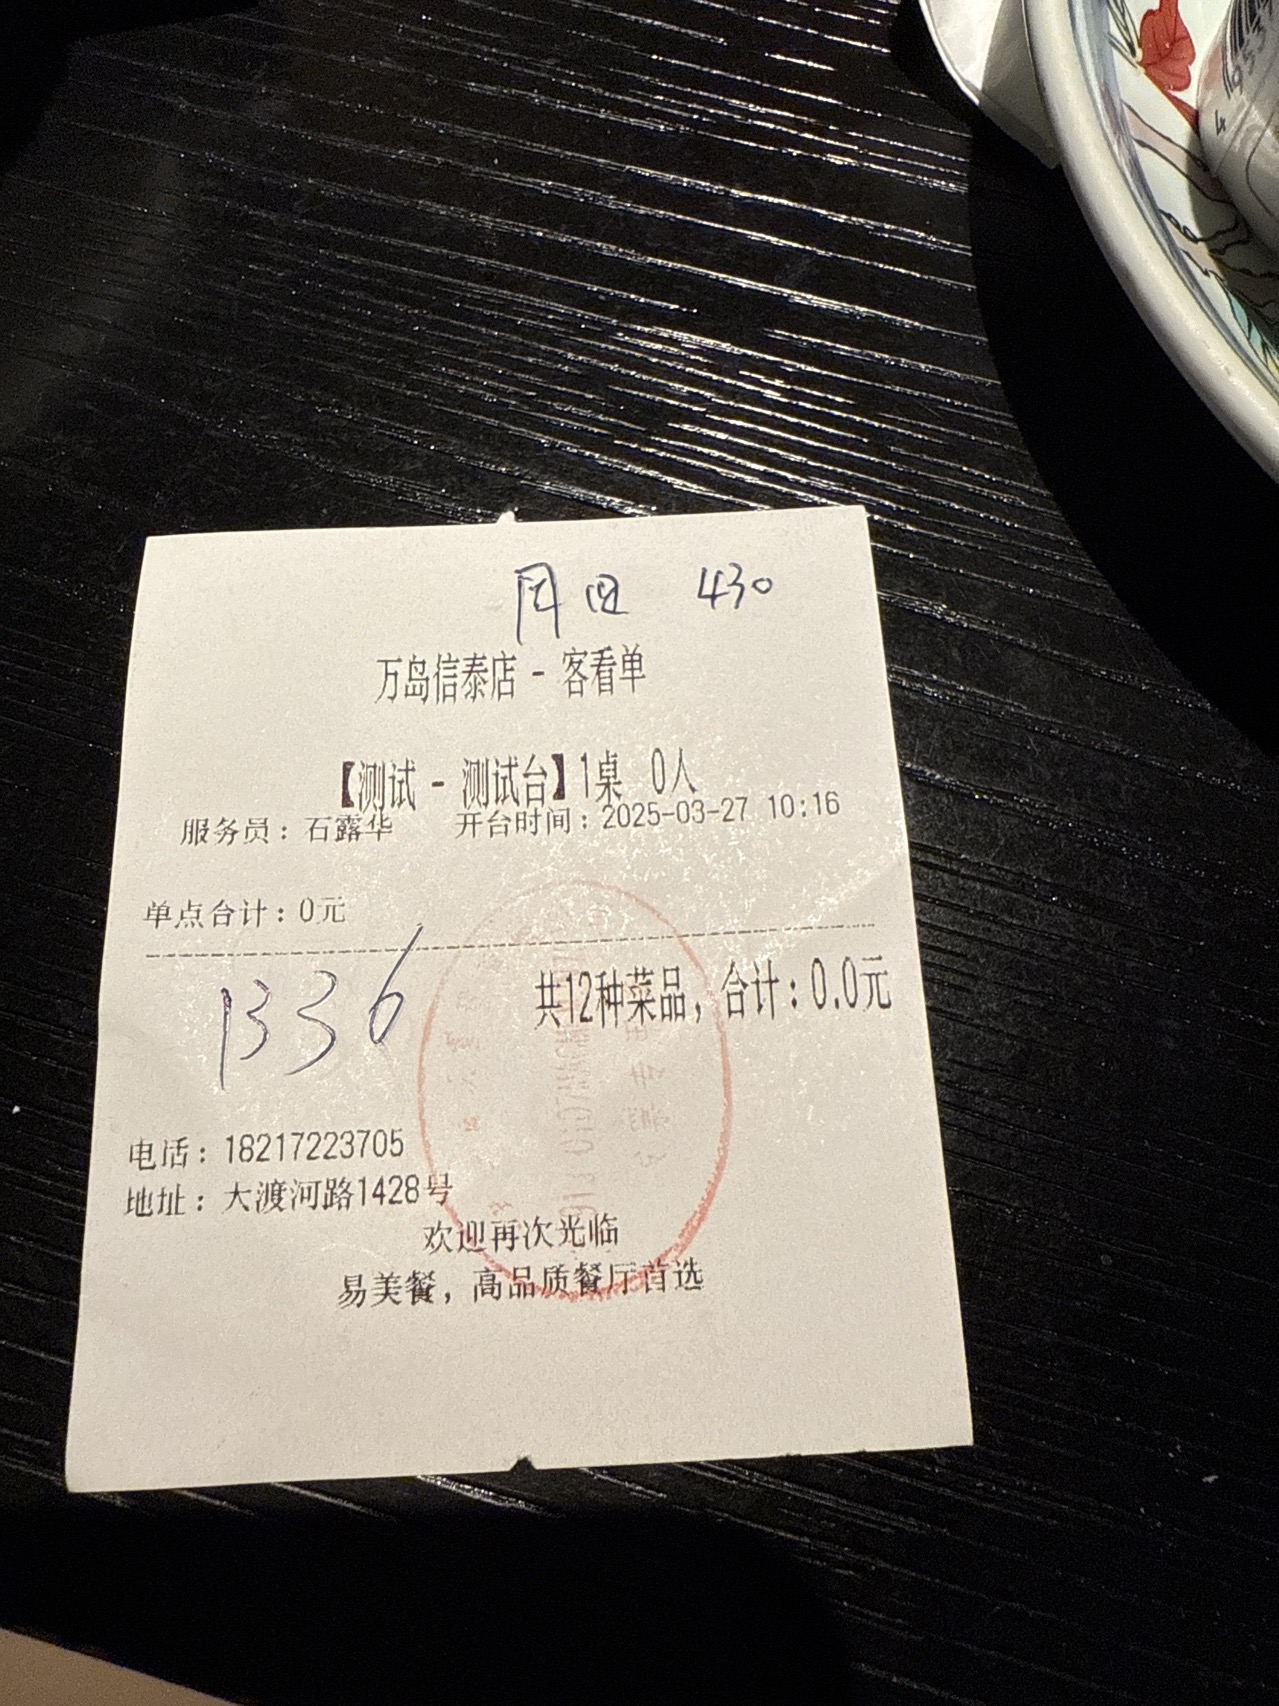 430
万岛信泰店 - 客看单
【测试 - 测试台】1桌 0人
服务员：石露华 开台时间：2025-03-27 10:16
单点合计：0元
1336
共12种菜品，合计：0.0元
电话：18217223705
地址：大渡河路1428号
欢迎再次光临
易美餐，高品质餐厅首选